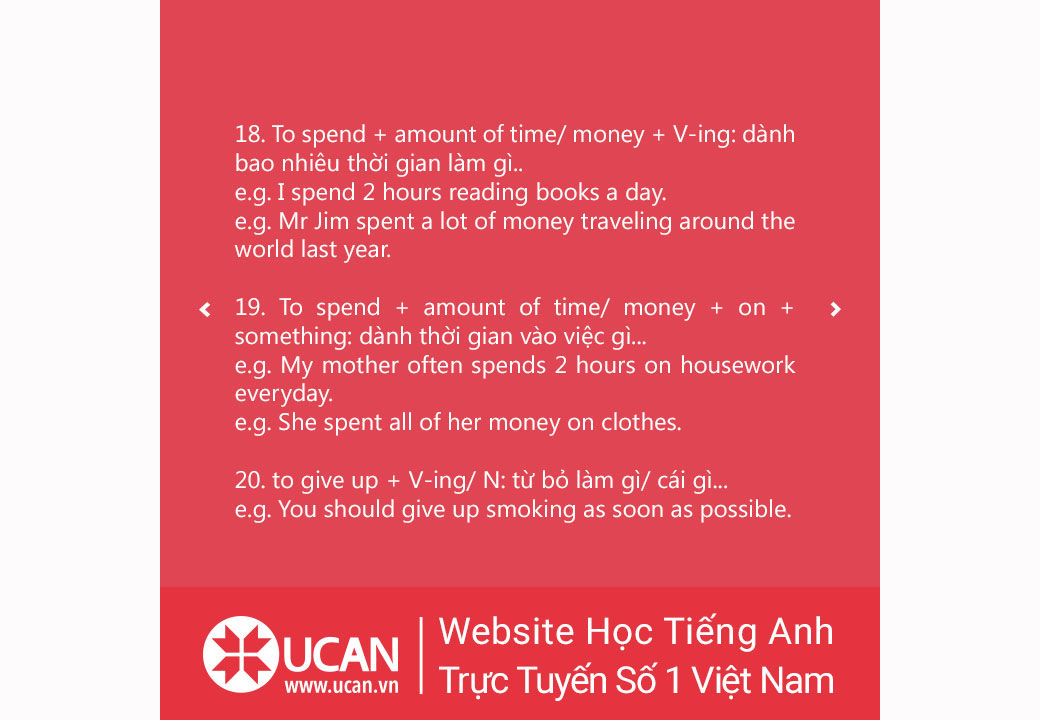 18. To spend + amount of time/ money + V-ing: dành
bao nhiêu thời gian làm gì..
e.g. I spend 2 hours reading books a day.
e.g. Mr Jim spent a lot of money traveling around the
world last year.
19. To spend + amount of time/ money + on +
something: dành thời gian vào việc gì...
e.g. My mother often spends 2 hours on housework
everyday.
e.g. She spent all of her money on clothes.
20. to give up + V-ing/ N: từ bỏ làm gì/ cái gì...
e.g. You should give up smoking as soon as possible.
UCAN
www.ucan.vn
Website Học Tiếng Anh
Trực Tuyến Số 1 Việt Nam